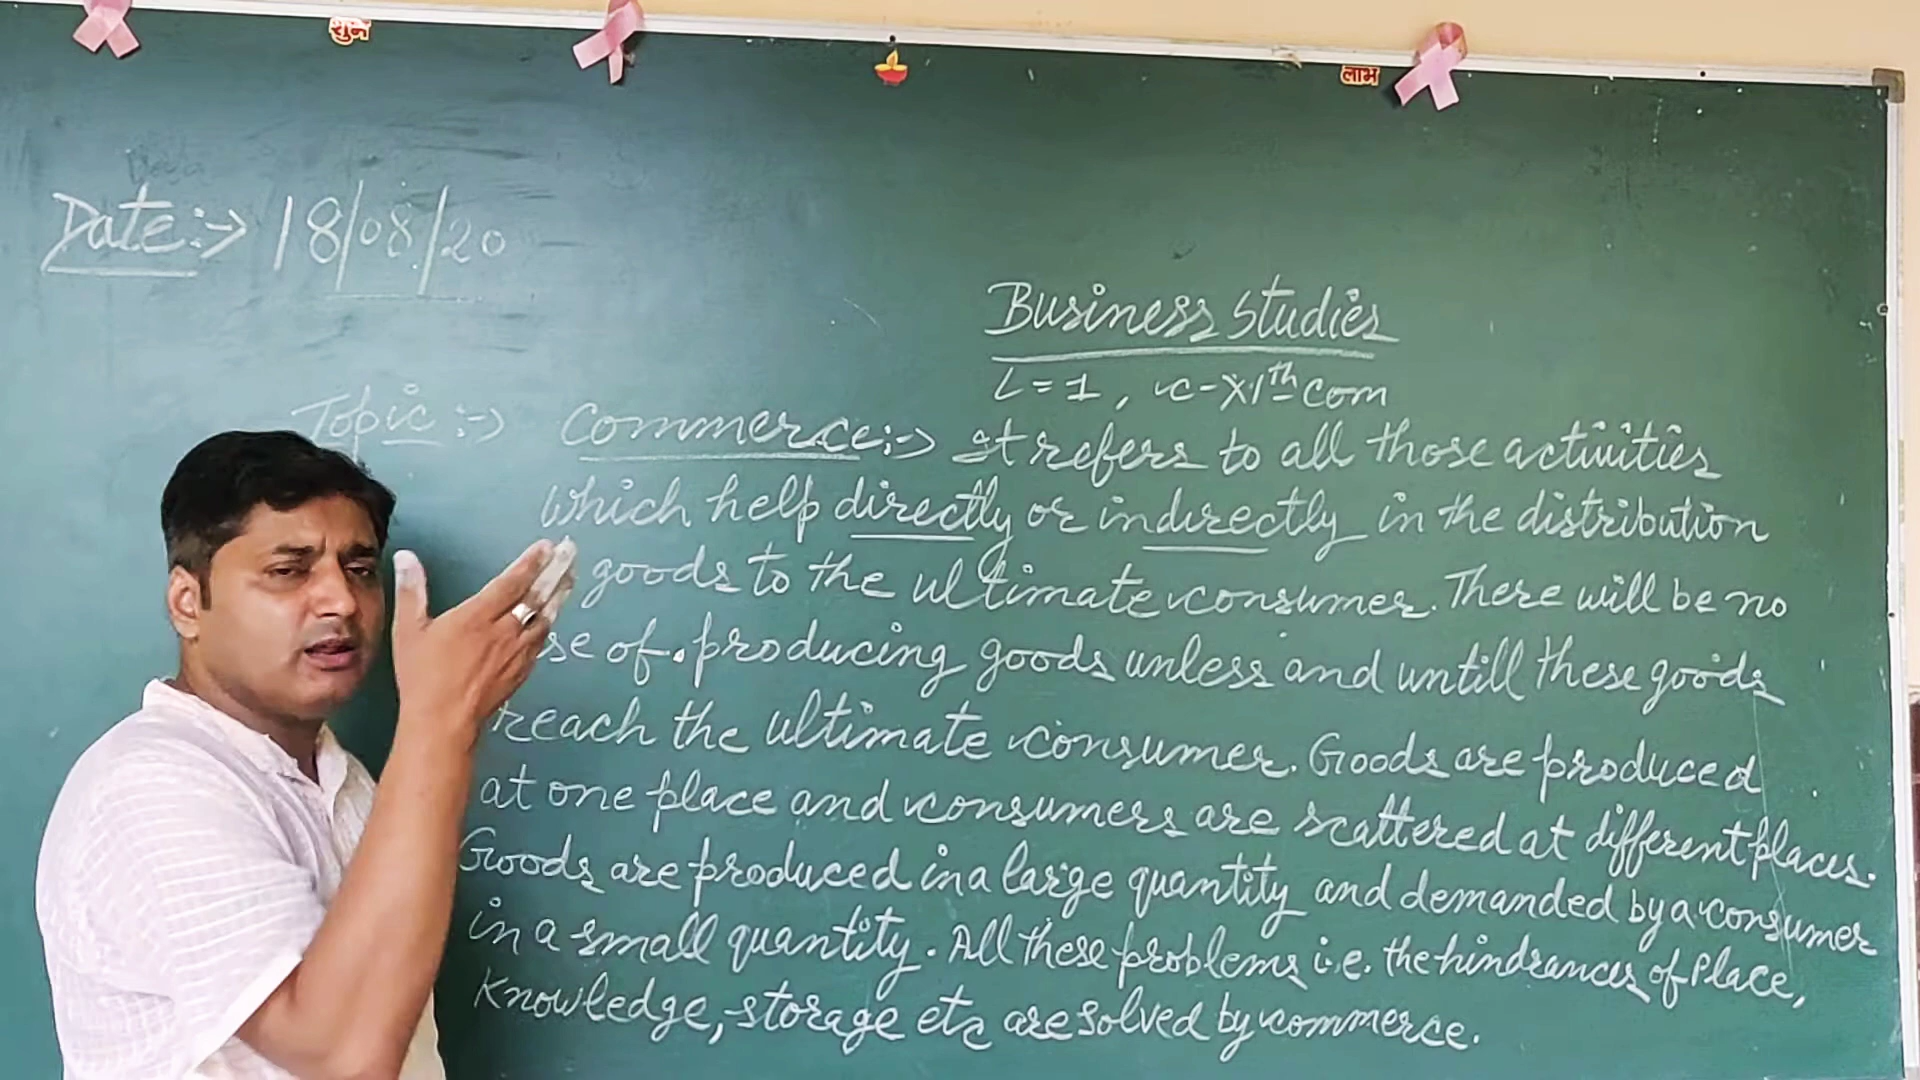 शुभ
लाभ
Date:-> 18/08/20
Business Studies
L=1, C-XIth com
Topic :-> Commerce:-> It refers to all those activities
which help directly or indirectly in the distribution
goods to the ultimate consumer. There will be no
se of producing goods unless and untill these goods
reach the ultimate consumer. Goods are produced
at one place and consumers are scattered at different places.
Goods are produced in a large quantity and demanded by a consumer
in a small quantity. All these problems i.e. the hindrances of Place,
Knowledge, storage etc are solved by commerce.